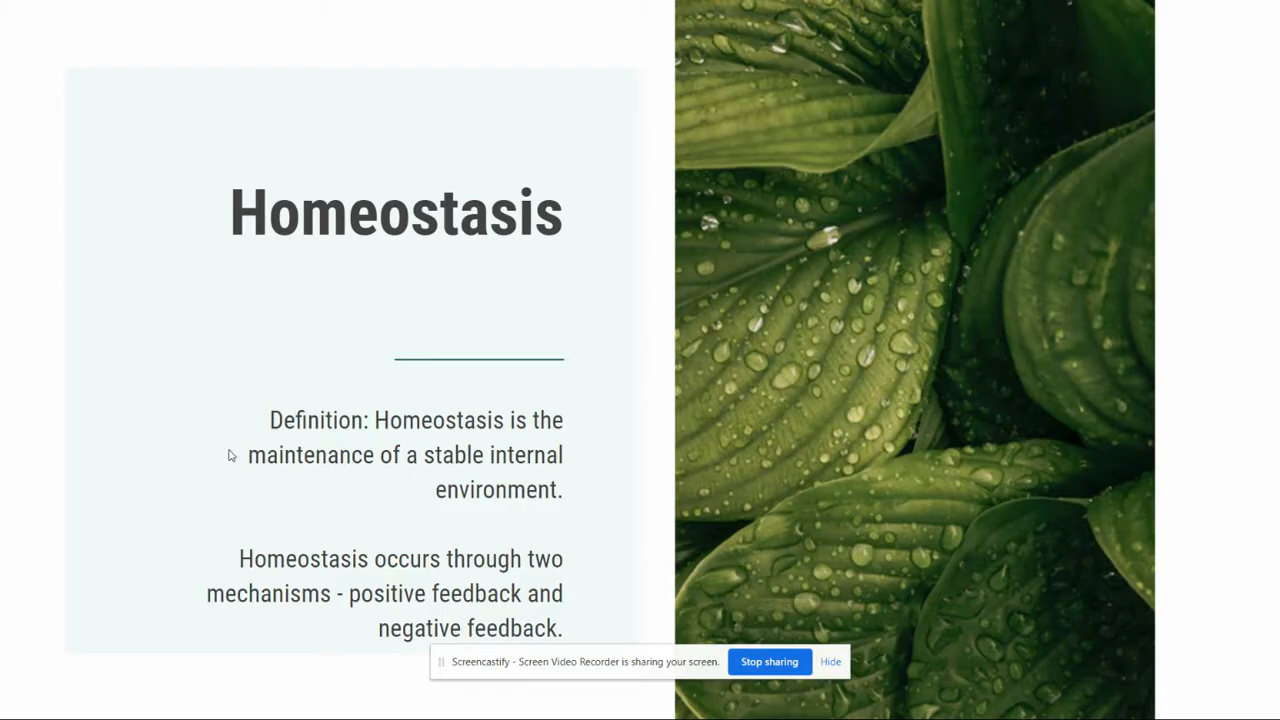 Homeostasis
Definition: Homeostasis is the
maintenance of a stable internal
environment.
Homeostasis occurs through two
mechanisms - positive feedback and
negative feedback.
Screencastify - Screen Video Recorder is sharing your screen. Stop sharing Hide